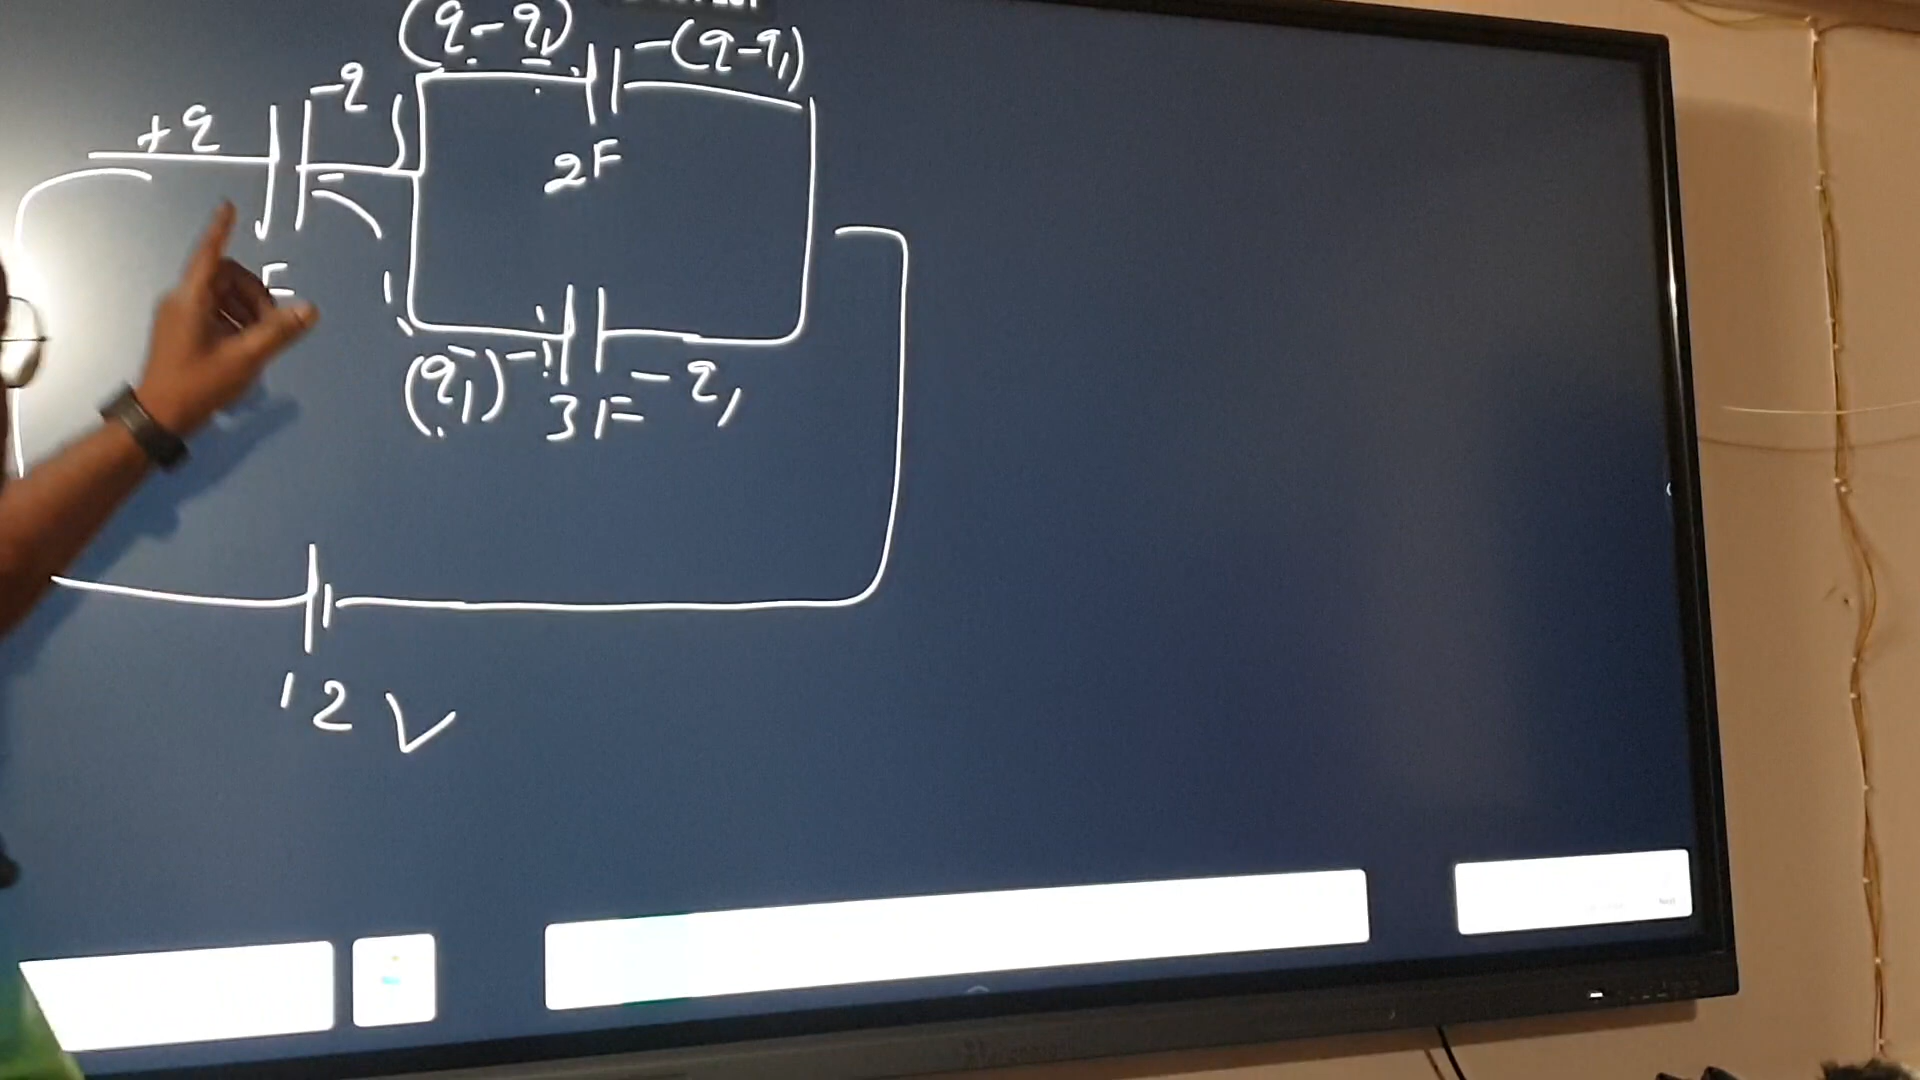 (q - q₁)
-(q-q₁)
-q
+q
2F
F
(q₁)
-q₁
3F
12 V